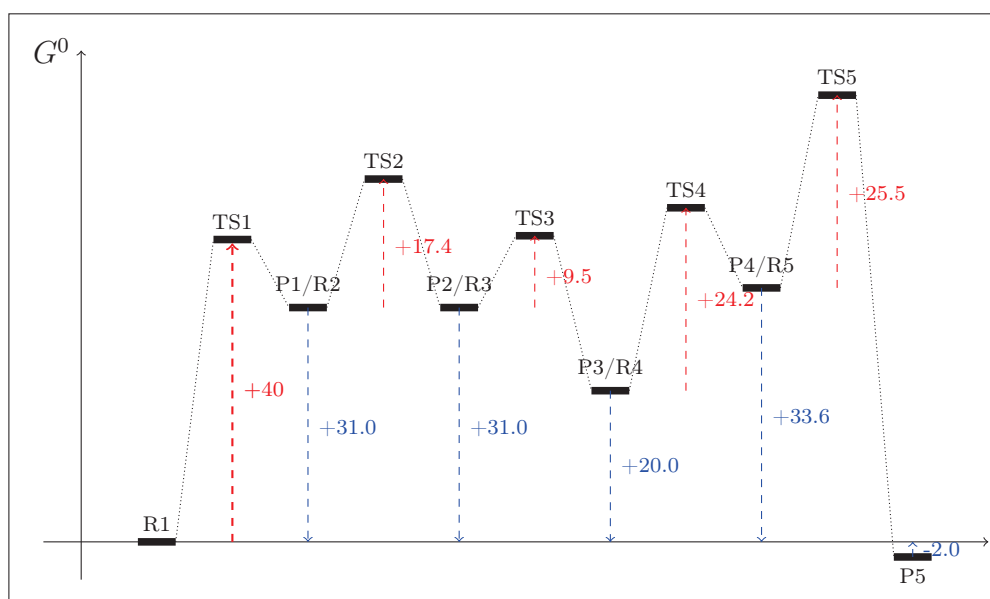 G⁰
TS5
TS2
TS4
TS1
TS3
P1/R2
P2/R3
P4/R5
P3/R4
R1
P5
+25.5
+17.4
+9.5
+24.2
+40
+31.0
+31.0
+33.6
+20.0
-2.0